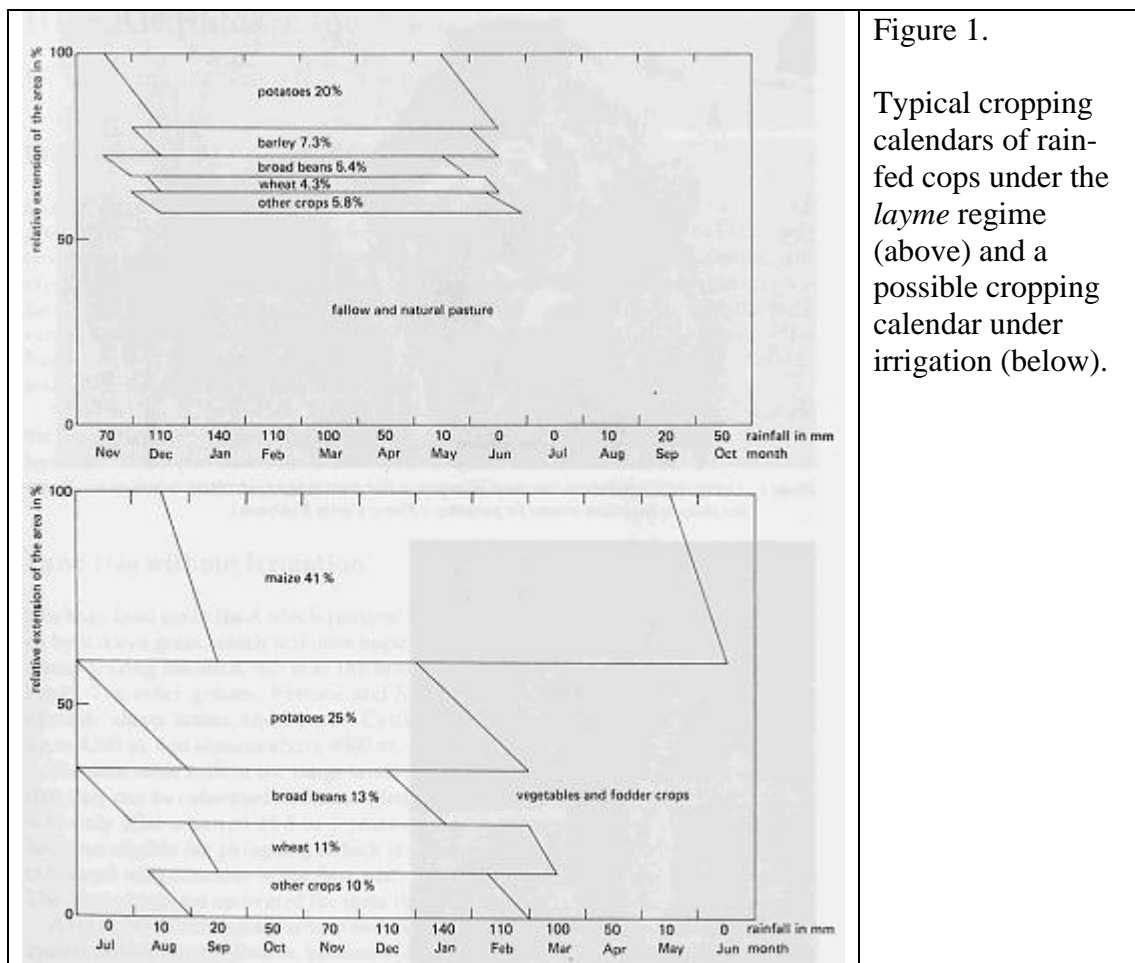 100
50
0
relative extension of the area in %
potatoes 20%
barley 7.3%
broad beans 5.4%
wheat 4.3%
other crops 5.8%
fallow and natural pasture
70 110 140 110 100 50 10 0 0 10 20 50 rainfall in mm
Nov Dec Jan Feb Mar Apr May Jun Jul Aug Sep Oct month
100
50
0
relative extension of the area in %
maize 41%
potatoes 25%
broad beans 13%
vegetables and fodder crops
wheat 11%
other crops 10%
0 10 20 50 70 110 140 110 100 50 10 0 rainfall in mm
Jul Aug Sep Oct Nov Dec Jan Feb Mar Apr May Jun month
Figure 1.
Typical cropping
calendars of rain-
fed cops under the
layme regime
(above) and a
possible cropping
calendar under
irrigation (below).